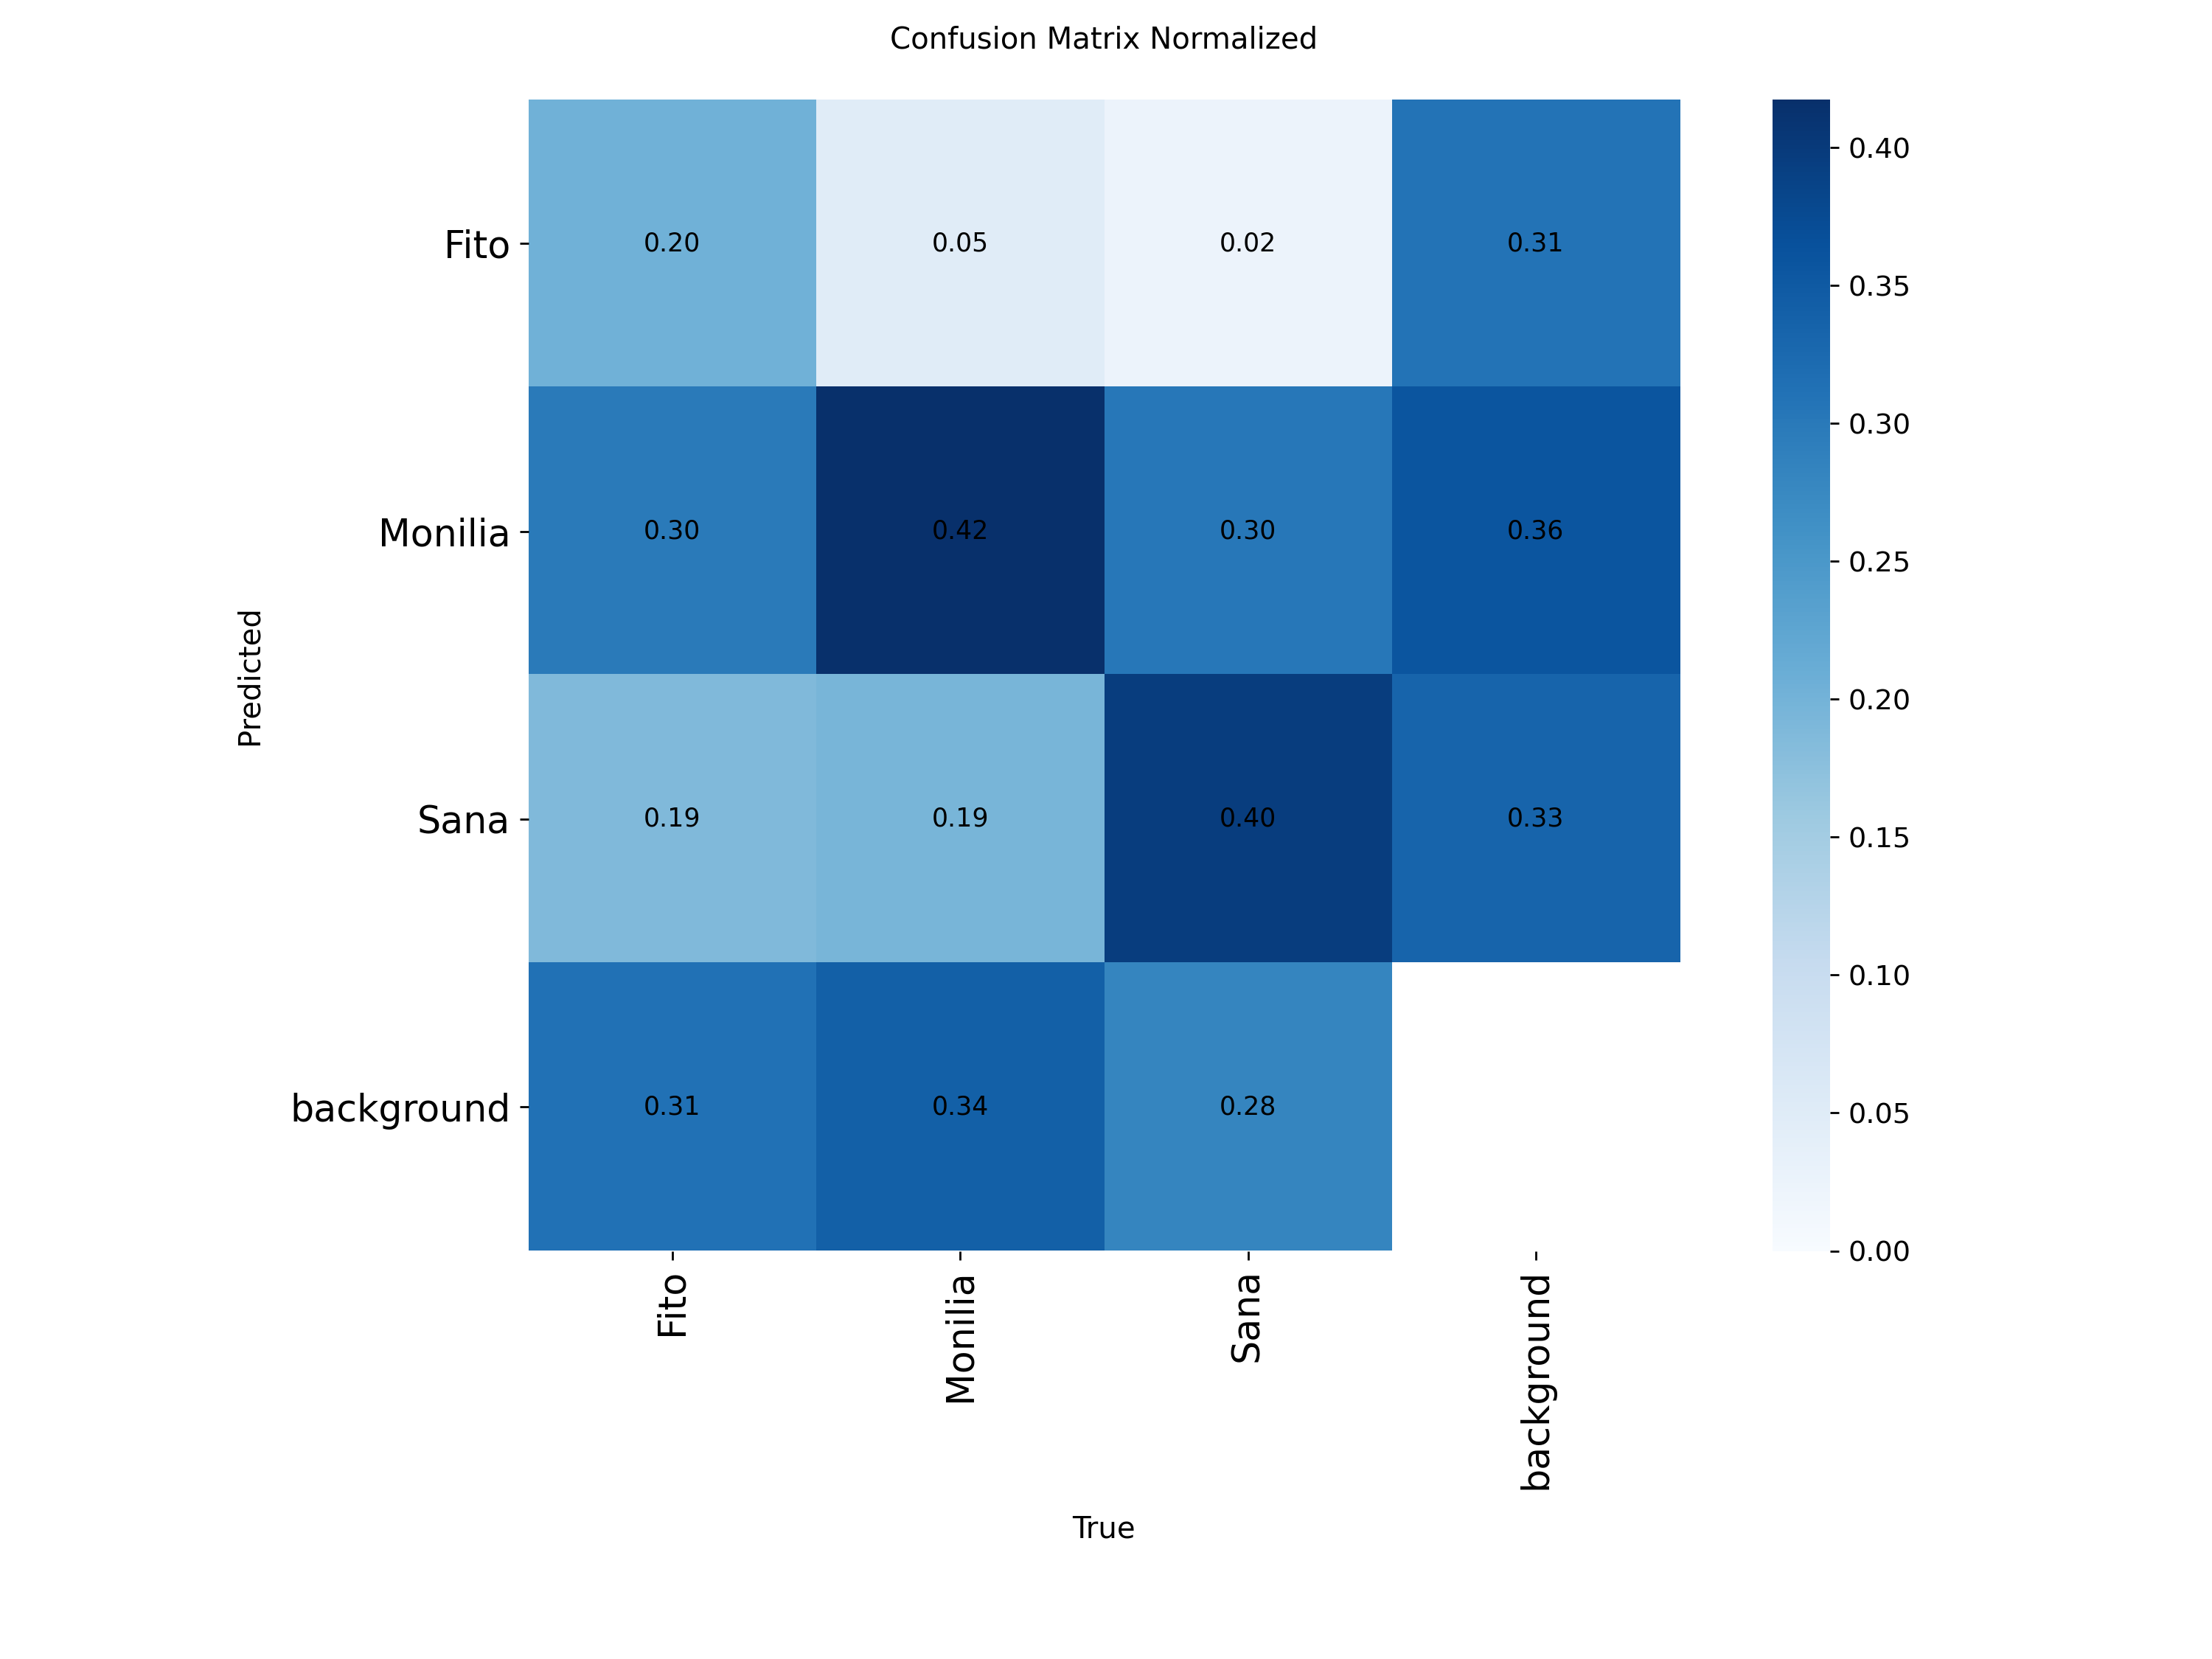 Confusion Matrix Normalized
Fito 0.20 0.05 0.02 0.31
Monilia 0.30 0.42 0.30 0.36
Sana 0.19 0.19 0.40 0.33
background 0.31 0.34 0.28
Predicted
Fito Monilia Sana background
True
0.40
0.35
0.30
0.25
0.20
0.15
0.10
0.05
0.00